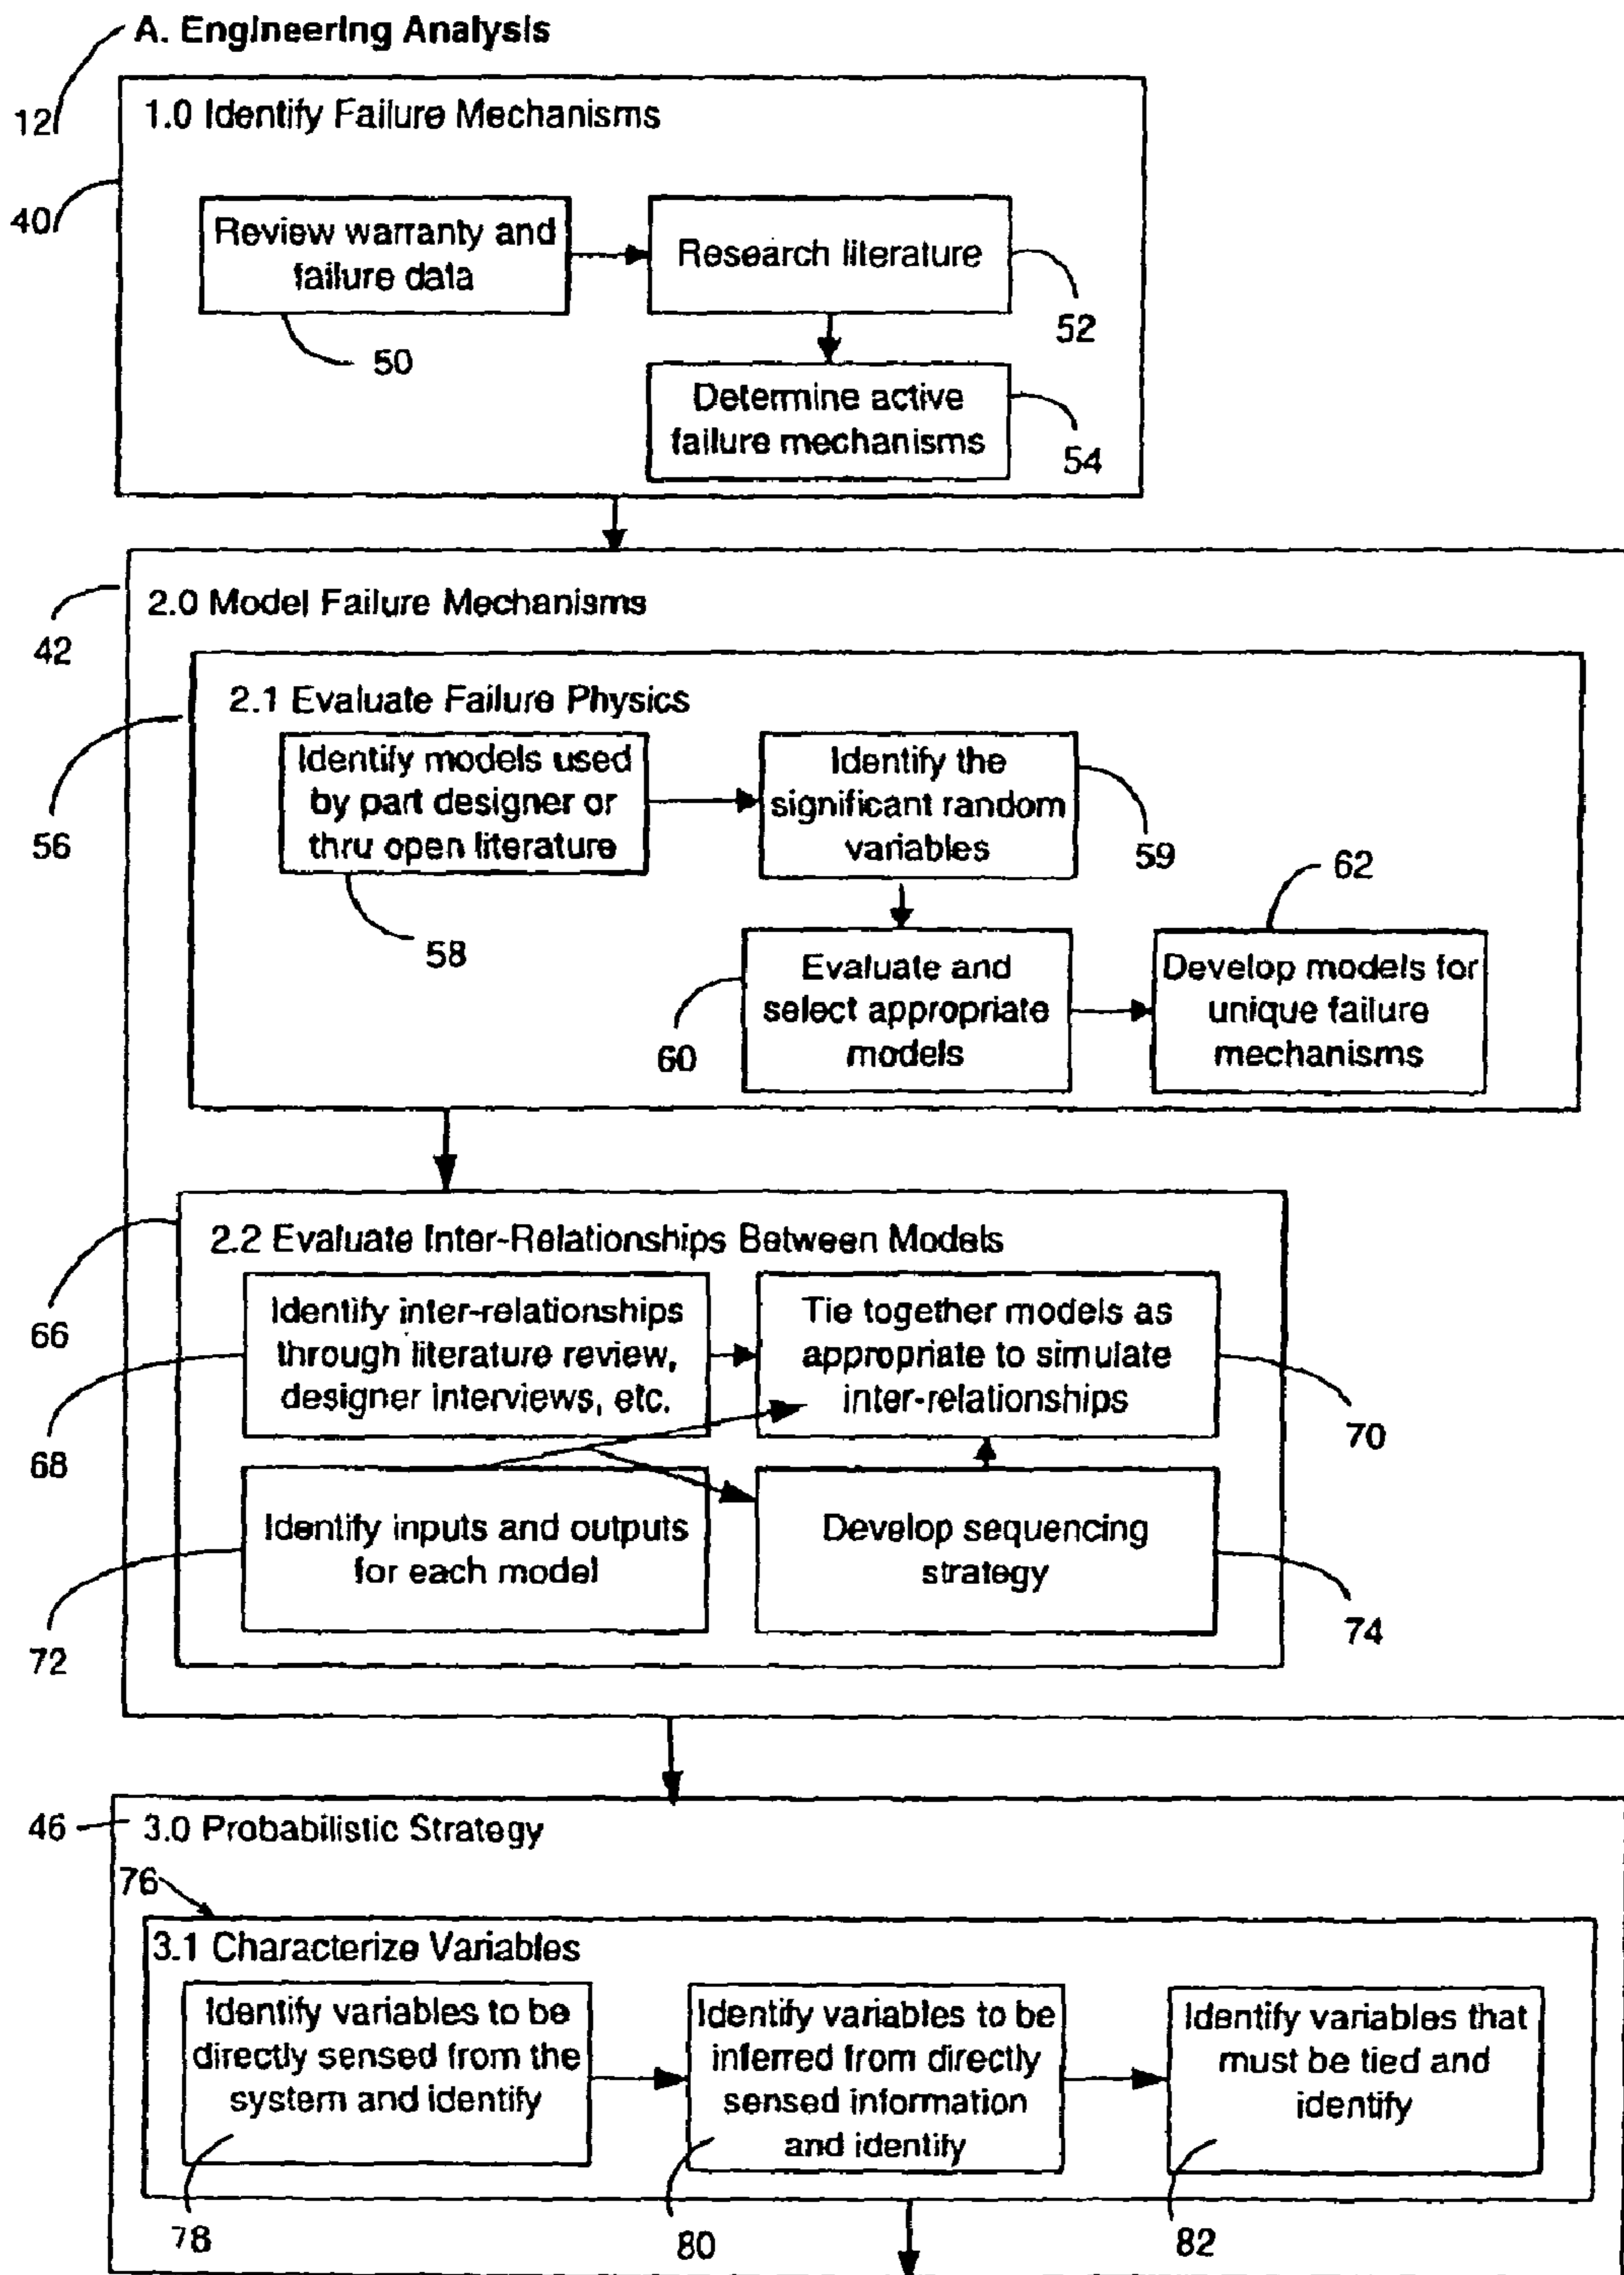 A. Engineering Analysis
12
1.0 Identify Failure Mechanisms
40
Review warranty and
failure data
Research literature
52
50
Determine active
failure mechanisms
54
2.0 Model Failure Mechanisms
42
2.1 Evaluate Failure Physics
Identify models used
by part designer or
thru open literature
Identify the
significant random
variables
56
59
62
58
Evaluate and
select appropriate
models
Develop models for
unique failure
mechanisms
60
2.2 Evaluate Inter-Relationships Between Models
66
Identify inter-relationships
through literature review,
designer interviews, etc.
Tie together models as
appropriate to simulate
inter-relationships
68
70
Identify inputs and outputs
for each model
Develop sequencing
strategy
72
74
46
3.0 Probabilistic Strategy
76
3.1 Characterize Variables
Identify variables to be
directly sensed from the
system and identify
Identify variables to be
inferred from directly
sensed information
and identify
Identify variables that
must be tied and
identify
78
80
82